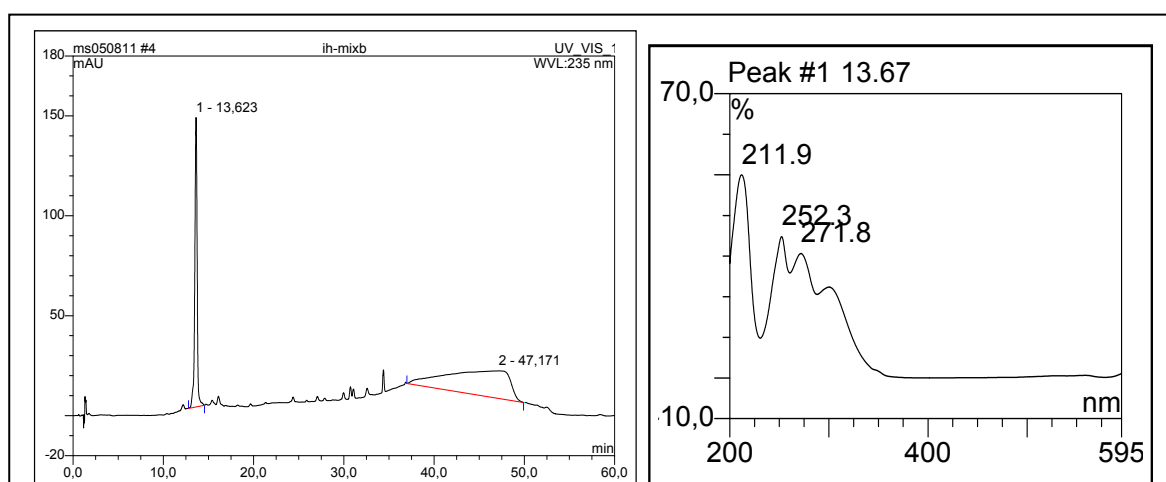 ms050811 #4 ih-mixb UV_VIS_1
mAU WVL:235 nm
180
150
100
50
0
-20
1 - 13,623
2 - 47,171
min
0,0 10,0 20,0 30,0 40,0 50,0 60,0
Peak #1 13.67
70,0
%
211.9
252.3
271.8
-10,0
nm
200 400 595